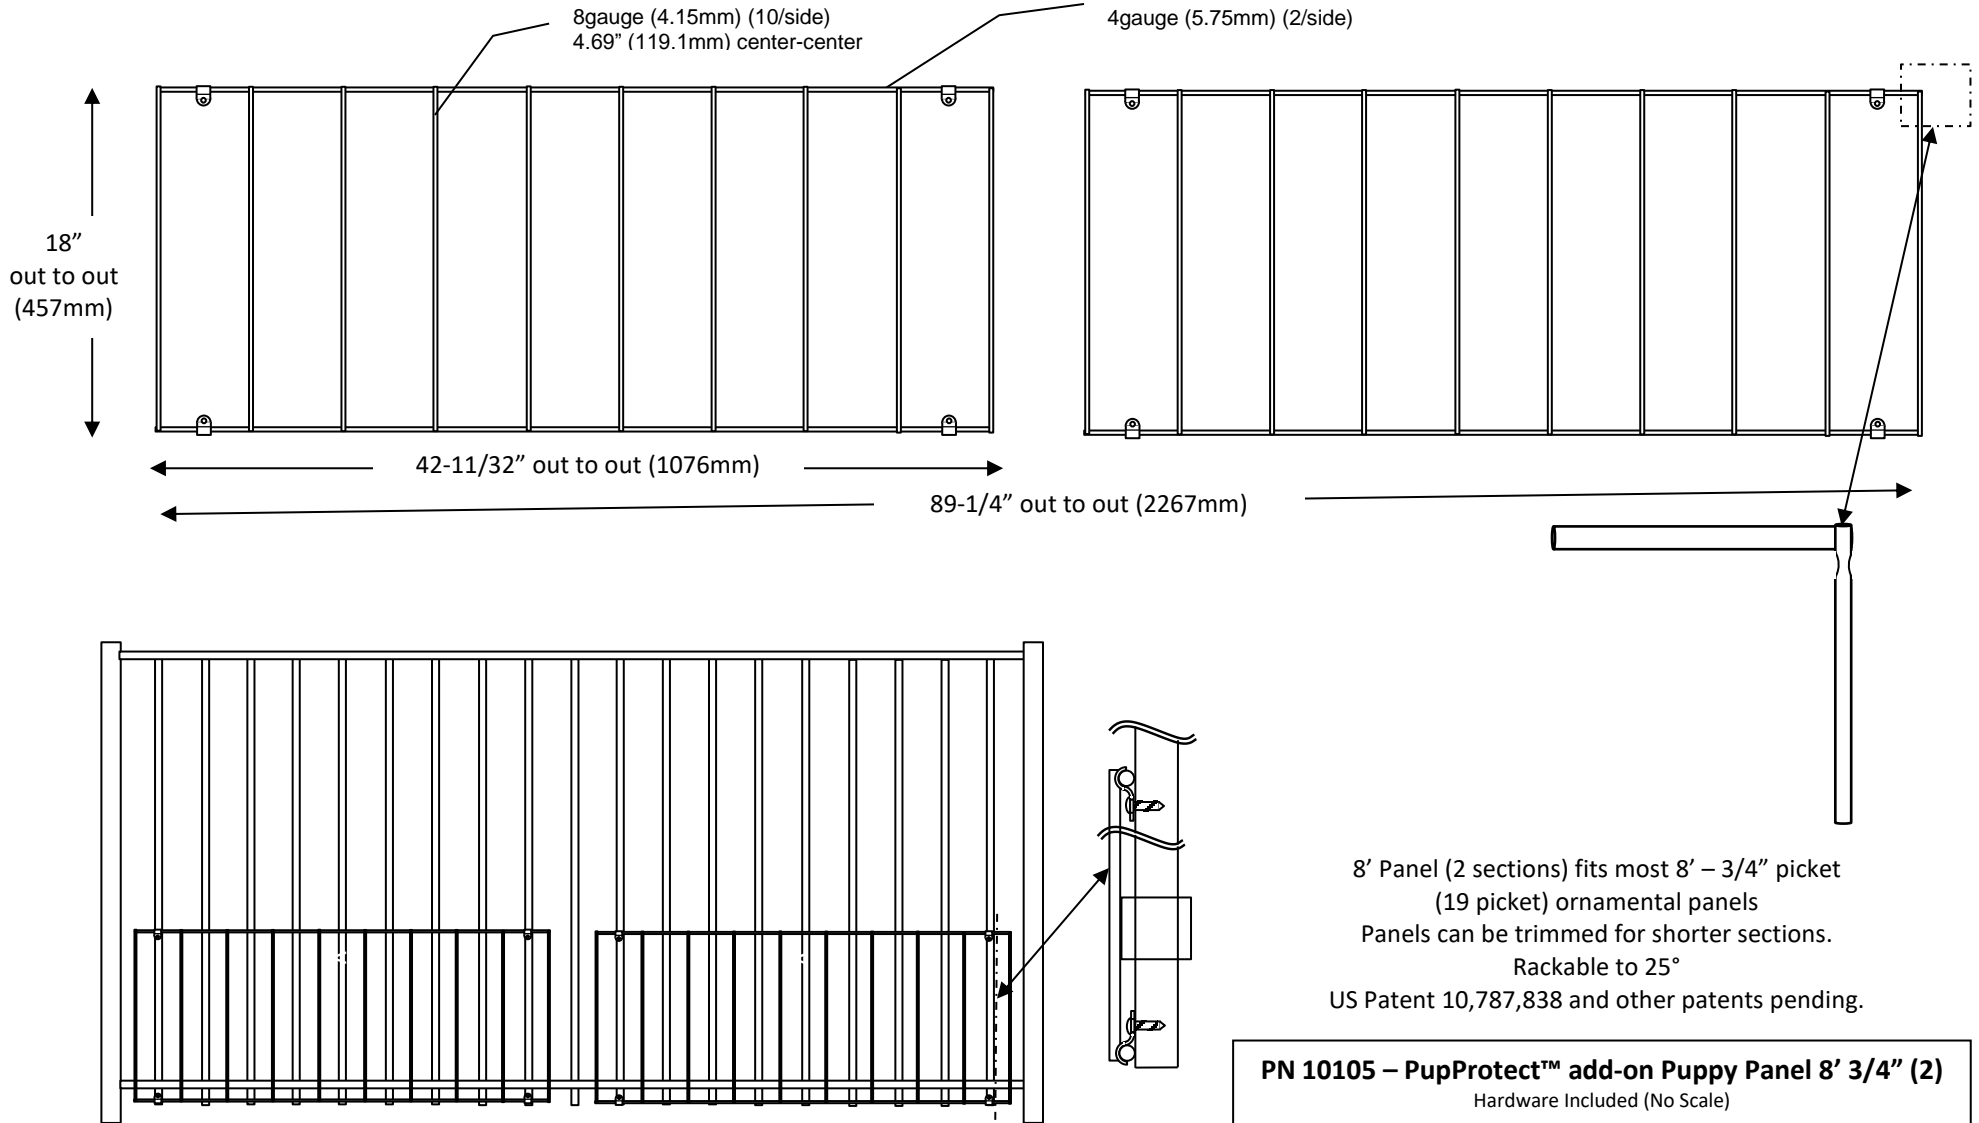 8gauge (4.15mm) (10/side)
4.69” (119.1mm) center-center
4gauge (5.75mm) (2/side)
18”
out to out
(457mm)
42-11/32” out to out (1076mm)
89-1/4” out to out (2267mm)
8’ Panel (2 sections) fits most 8’ – 3/4” picket
(19 picket) ornamental panels
Panels can be trimmed for shorter sections.
Rackable to 25°
US Patent 10,787,838 and other patents pending.
PN 10105 – PupProtect™ add-on Puppy Panel 8’ 3/4” (2)
Hardware Included (No Scale)